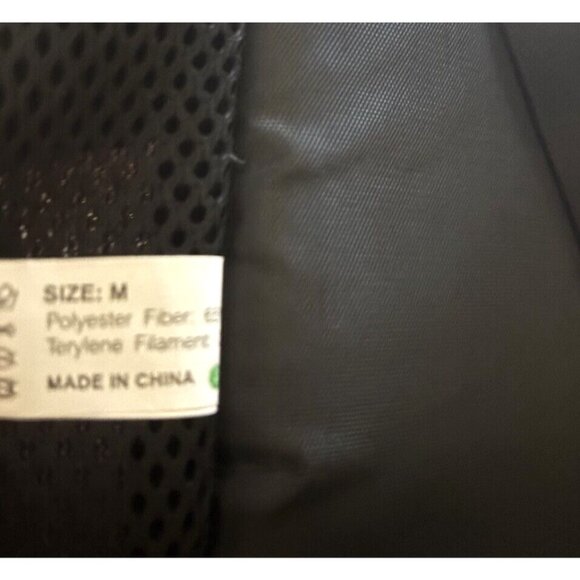 SIZE: M
Polyester Fiber:
Terylene Filament
MADE IN CHINA